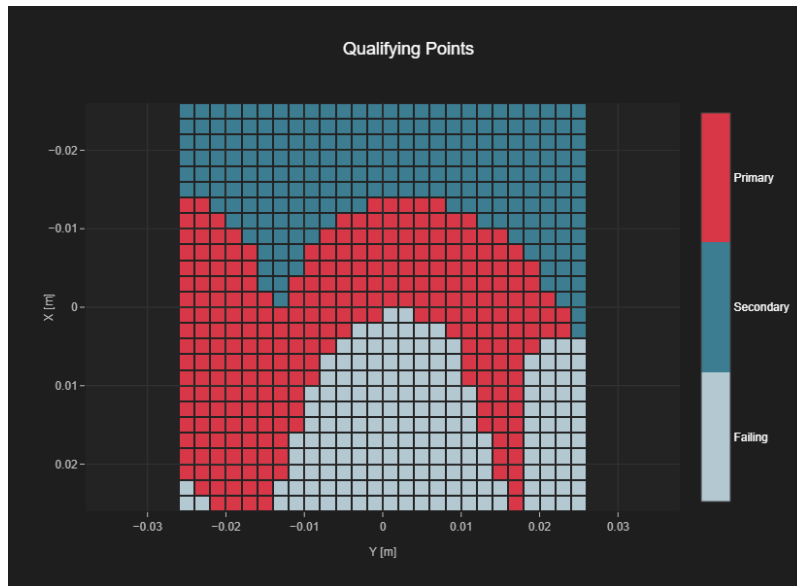 Qualifying Points
−0.02
−0.01
0
0.01
0.02
X [m]
−0.03
−0.02
−0.01
0
0.01
0.02
0.03
Y [m]
Primary
Secondary
Failing